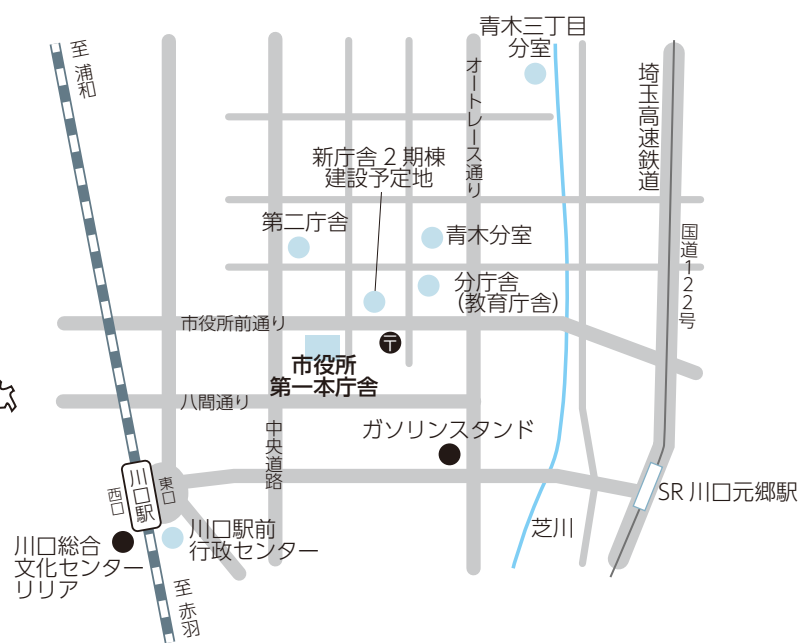 青木三丁目
分室
至 浦和
オートレース通り
埼玉高速鉄道
新庁舎２期棟
建設予定地
第二庁舎
青木分室
国道１２２号
分庁舎
（教育庁舎）
市役所前通り
〒
市役所
第一本庁舎
八間通り
中央道路
ガソリンスタンド
川口駅
東口
西口
SR 川口元郷駅
川口駅前
行政センター
芝川
川口総合
文化センター
リリア
至 赤羽